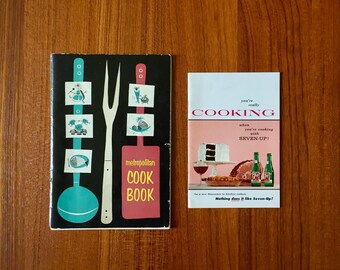 metropolitan
COOK
BOOK
you're
really
COOKING
when
you're cooking
with
SEVEN-UP!
Nothing does it like Seven-Up!